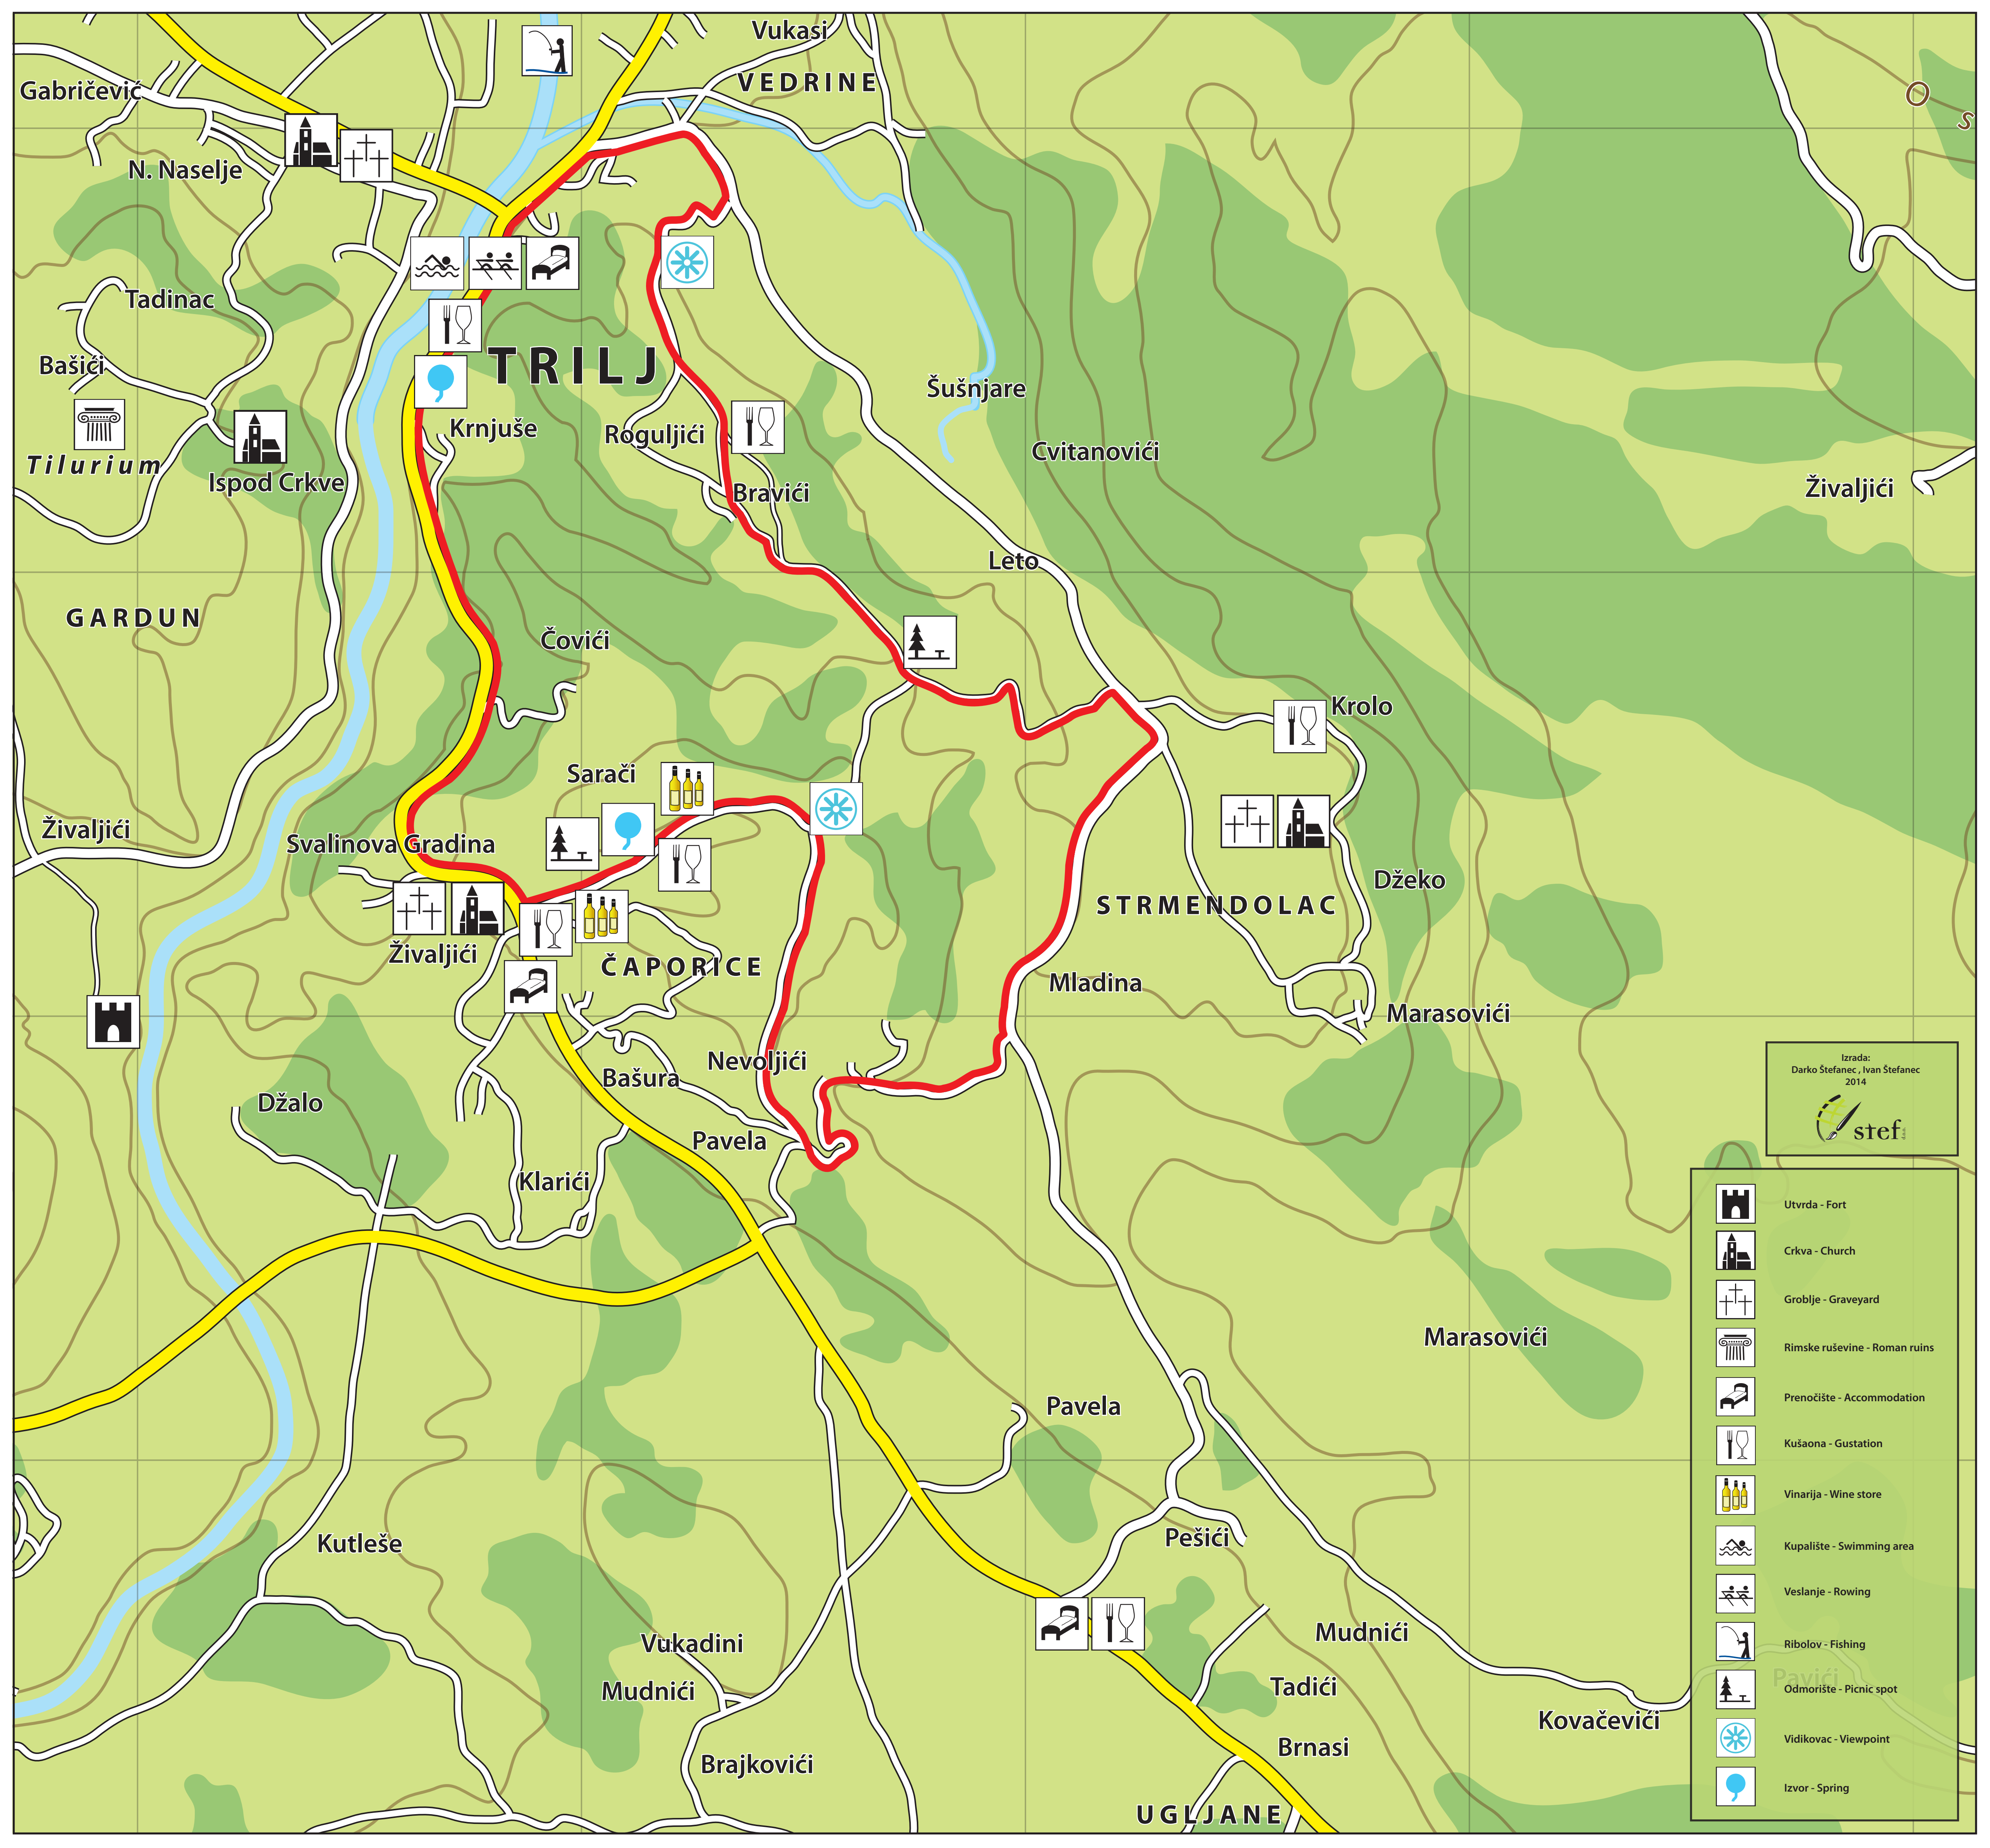 Vukasi
VEDRINE
Gabričević
O
s
N. Naselje
Tadinac
Bašići
TRILJ
Šušnjare
Krnjuše
Roguljići
Cvitanovići
Tilurium
Ispod Crkve
Bravići
Živaljići
Leto
GARDUN
Čovići
Krolo
Sarači
Živaljići
Svalinova Gradina
Džeko
STRMENDOLAC
Živaljići
ČAPORICE
Mladina
Marasovići
Nevoljići
Bašura
Džalo
Pavela
Klarići
Izrada:
Darko Štefanec , Ivan Štefanec
2014
stef
Utvrda - Fort
Crkva - Church
Groblje - Graveyard
Rimske ruševine - Roman ruins
Prenočište - Accommodation
Kušaona - Gustation
Vinarija - Wine store
Kupalište - Swimming area
Veslanje - Rowing
Ribolov - Fishing
Pavići
Odmorište - Picnic spot
Vidikovac - Viewpoint
Izvor - Spring
Marasovići
Pavela
Pešići
Kutleše
Vukadini
Mudnići
Mudnići
Tadići
Kovačevići
Brnasi
Brajkovići
UGLJANE